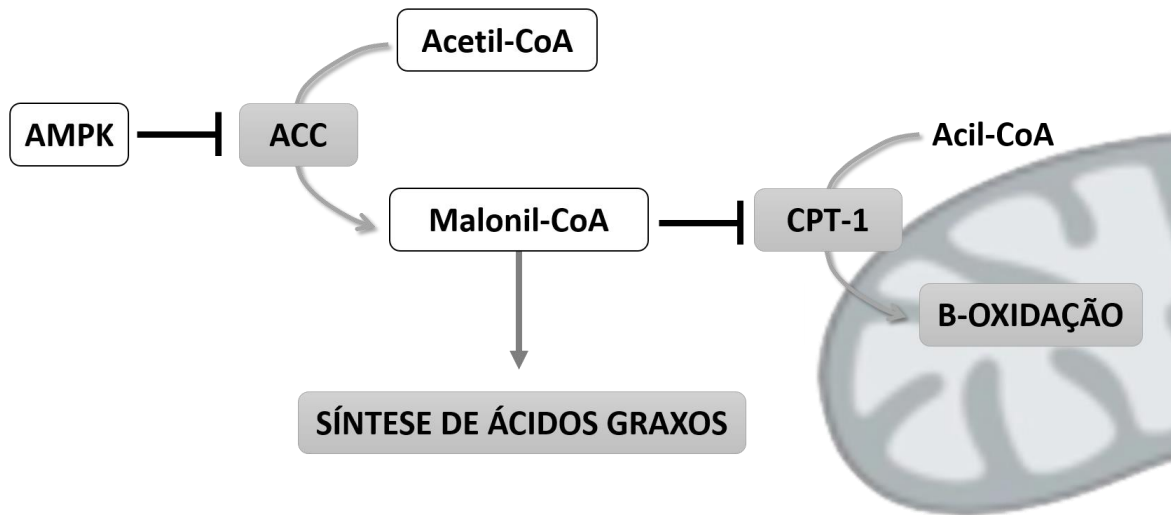 Acetil-CoA
AMPK
ACC
Acil-CoA
Malonil-CoA
CPT-1
B-OXIDAÇÃO
SÍNTESE DE ÁCIDOS GRAXOS